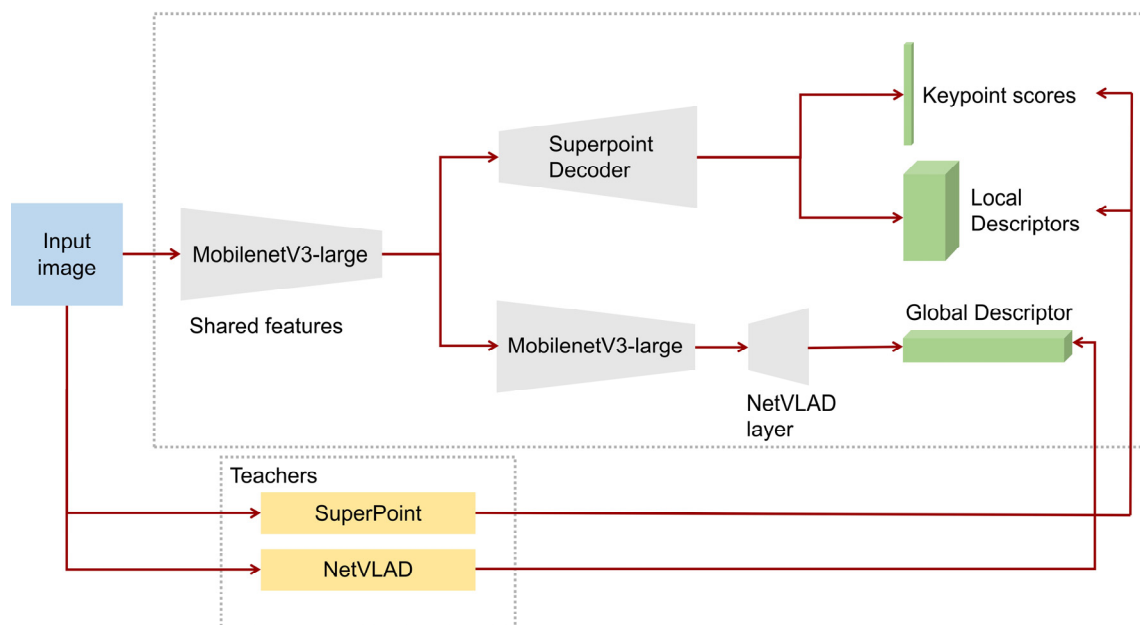 Input
image
MobilenetV3-large
Shared features
Superpoint
Decoder
Keypoint scores
Local
Descriptors
MobilenetV3-large
NetVLAD
layer
Global Descriptor
Teachers
SuperPoint
NetVLAD